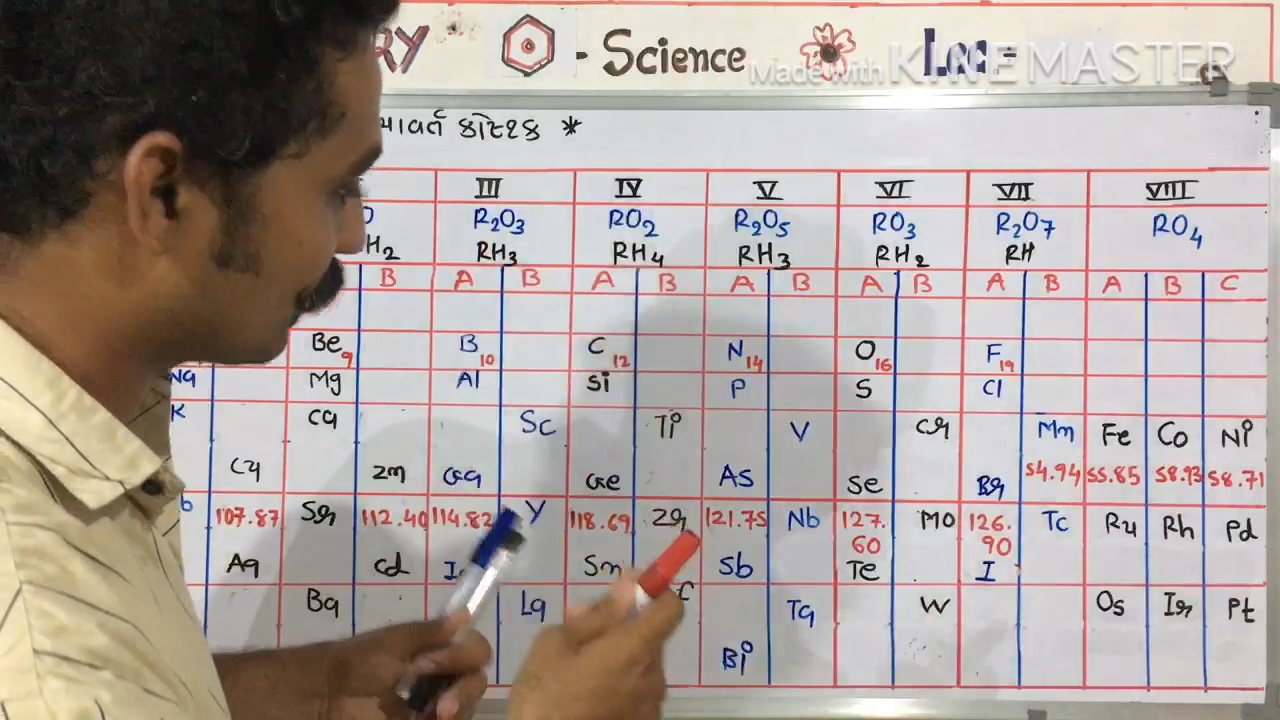 RY - Science Lec =
Made with KINEMASTER
આવર્ત કોષ્ટક *
III IV V VI VII VIII
R2O3 RO2 R2O5 RO3 R2O7 RO4
H2 RH3 RH4 RH3 RH2 RH
B A B A B A B A B A B A B C
Be9 B10 C12 N14 O16 F19
Na Mg Al Si P S Cl
K Ca Sc Ti V Cr Mn Fe Co Ni
54.94 55.85 58.93 58.71
Cu Zn Ga Ge As Se Br
b 107.87 Sr 112.40 114.82 Y 118.69 Zr 121.75 Nb 127.60 Mo 126.90 Tc Ru Rh Pd
Ag Cd Sn Sb Te I
Ba La Ta W Os Ir Pt
Bi